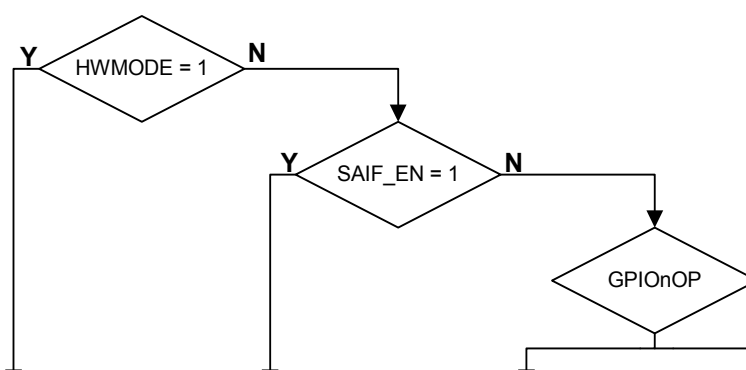 Y
HWMODE = 1
N
Y
SAIF_EN = 1
N
GPIOnOP